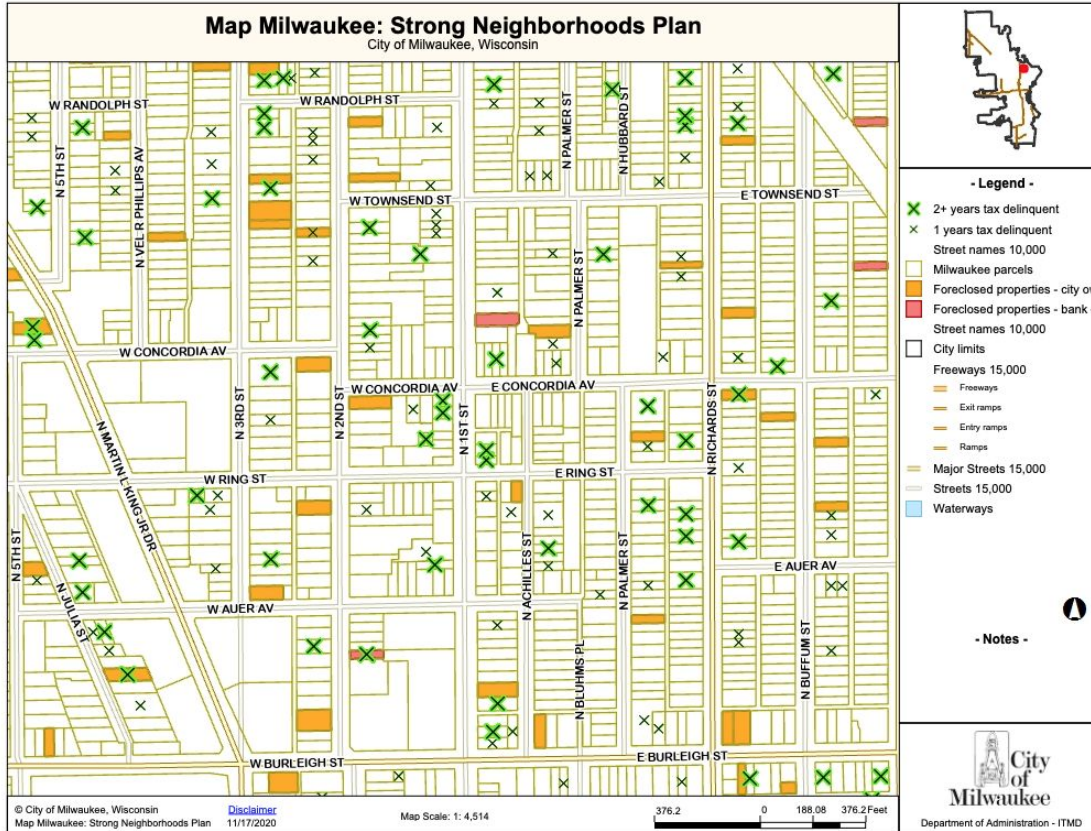 Map Milwaukee: Strong Neighborhoods Plan
City of Milwaukee, Wisconsin
W RANDOLPH ST
W RANDOLPH ST
N 5TH ST
N VEL R PHILLIPS AV
N PALMER ST
N HUBBARD ST
W TOWNSEND ST
E TOWNSEND ST
N PALMER ST
W CONCORDIA AV
W CONCORDIA AV
E CONCORDIA AV
N 3RD ST
N 2ND ST
N 1ST ST
N RICHARDS ST
N MARTIN L KING JR DR
W RING ST
E RING ST
N 5TH ST
N JULIA ST
N ACHILLES ST
N PALMER ST
E AUER AV
W AUER AV
N BLUHMS PL
N BUFFUM ST
W BURLEIGH ST
E BURLEIGH ST
- Legend -
2+ years tax delinquent
1 years tax delinquent
Street names 10,000
Milwaukee parcels
Foreclosed properties - city ow
Foreclosed properties - bank
Street names 10,000
City limits
Freeways 15,000
Freeways
Exit ramps
Entry ramps
Ramps
Major Streets 15,000
Streets 15,000
Waterways
- Notes -
City
of
Milwaukee
Department of Administration - ITMD
© City of Milwaukee, Wisconsin
Disclaimer
Map Milwaukee: Strong Neighborhoods Plan
11/17/2020
Map Scale: 1: 4,514
376.2 0 188.08 376.2 Feet